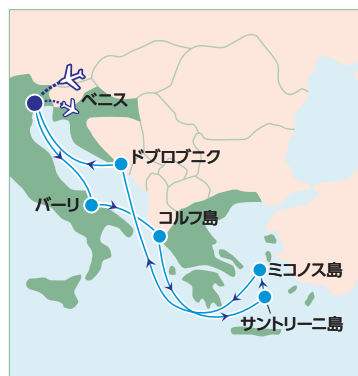 ベニス
ドブロブニク
バーリ
コルフ島
ミコノス島
サントリーニ島